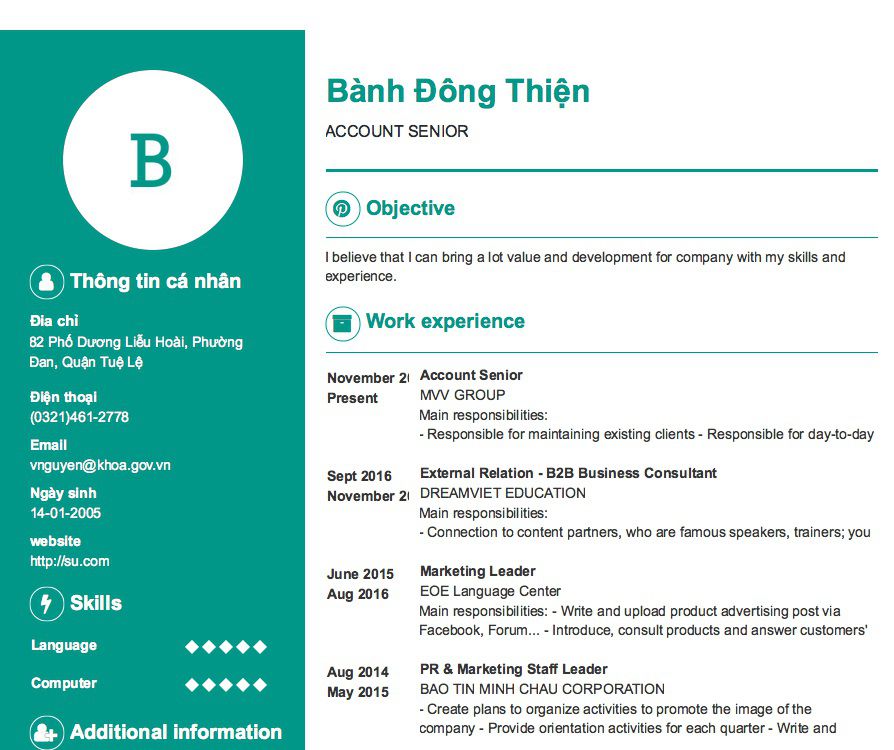 B
Thông tin cá nhân
Địa chỉ
82 Phố Dương Liễu Hoài, Phường
Đan, Quận Tuệ Lệ
Điện thoại
(0321)461-2778
Email
vnguyen@khoa.gov.vn
Ngày sinh
14-01-2005
website
http://su.com
Skills
Language
Computer
Additional information
Bành Đông Thiện
ACCOUNT SENIOR
Objective
I believe that I can bring a lot value and development for company with my skills and
experience.
Work experience
November
Present
Account Senior
MVV GROUP
Main responsibilities:
- Responsible for maintaining existing clients - Responsible for day-to-day
Sept 2016
November
External Relation - B2B Business Consultant
DREAMVIET EDUCATION
Main responsibilities:
- Connection to content partners, who are famous speakers, trainers; you
June 2015
Aug 2016
Marketing Leader
EOE Language Center
Main responsibilities: - Write and upload product advertising post via
Facebook, Forum... - Introduce, consult products and answer customers'
Aug 2014
May 2015
PR & Marketing Staff Leader
BAO TIN MINH CHAU CORPORATION
- Create plans to organize activities to promote the image of the
company - Provide orientation activities for each quarter - Write and